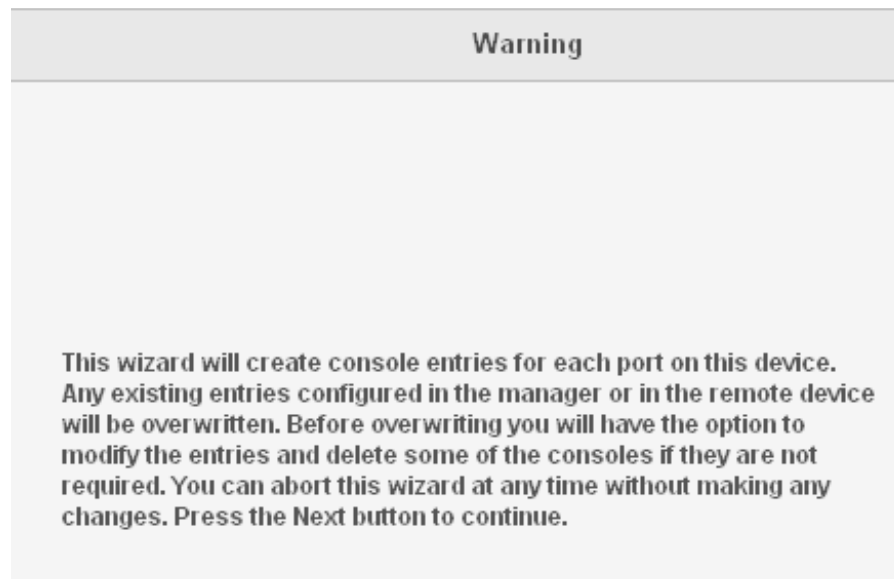 Warning
This wizard will create console entries for each port on this device.
Any existing entries configured in the manager or in the remote device
will be overwritten. Before overwriting you will have the option to
modify the entries and delete some of the consoles if they are not
required. You can abort this wizard at any time without making any
changes. Press the Next button to continue.